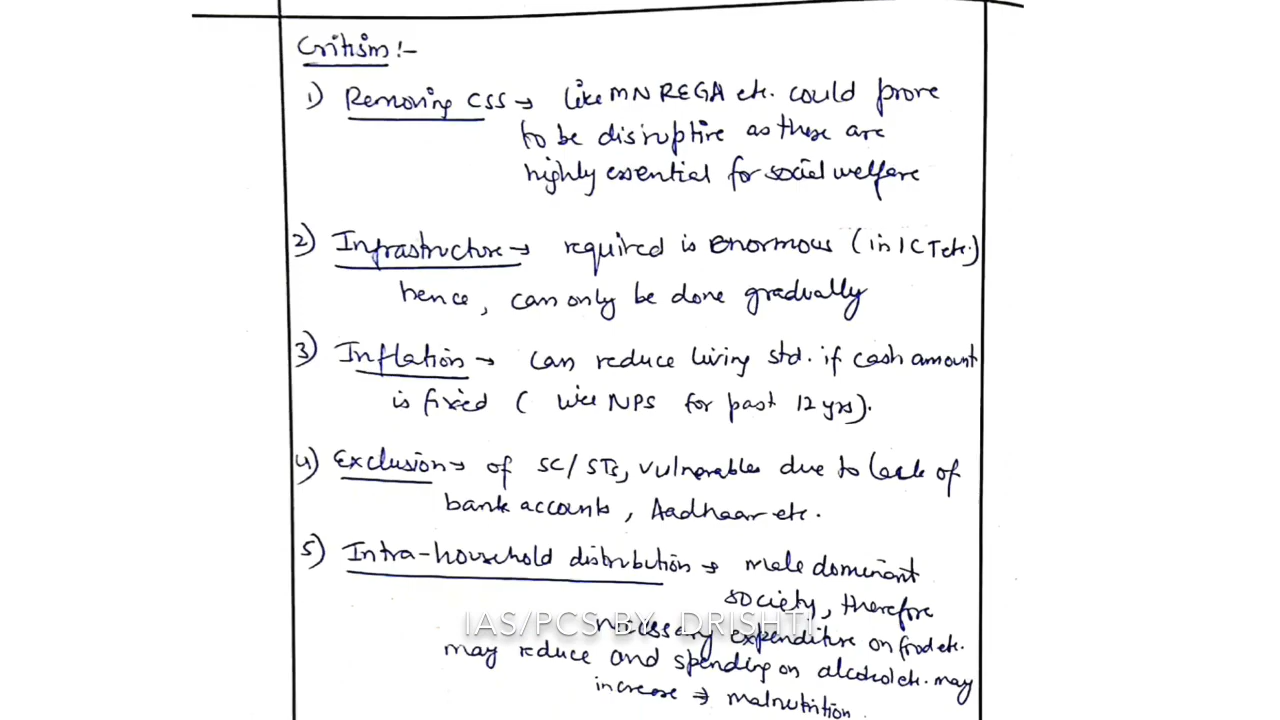 Critism :-
1) Removing CSS → like MNREGA etc. could prove
to be disruptive as these are
highly essential for social welfare
2) Infrastructure → required is enormous (in ICT etc.)
hence, can only be done gradually
3) Inflation → can reduce living std. if cash amount
is fixed ( like NPS for past 12 yrs).
4) Exclusion → of SC/STs, vulnerables due to lack of
bank accounts, Aadhaar etc.
5) Intra-household distribution → male dominant
society, therefore
IAS/PCS BY DRISHTI
necessary expenditure on food etc.
may reduce and spending on alcohol etc. may
increase → malnutrition